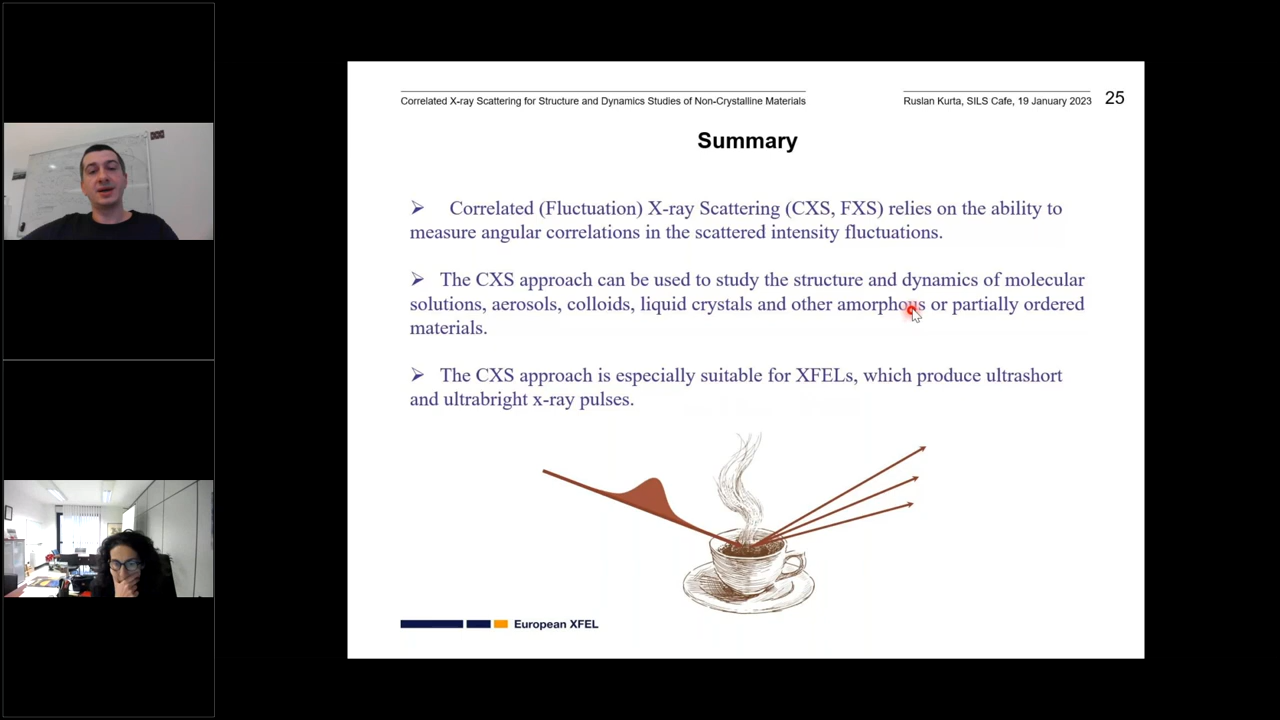 Correlated X-ray Scattering for Structure and Dynamics Studies of Non-Crystalline Materials
Ruslan Kurta, SILS Cafe, 19 January 2023
25
Summary
➢ Correlated (Fluctuation) X-ray Scattering (CXS, FXS) relies on the ability to
measure angular correlations in the scattered intensity fluctuations.
➢ The CXS approach can be used to study the structure and dynamics of molecular
solutions, aerosols, colloids, liquid crystals and other amorphous or partially ordered
materials.
➢ The CXS approach is especially suitable for XFELs, which produce ultrashort
and ultrabright x-ray pulses.
European XFEL